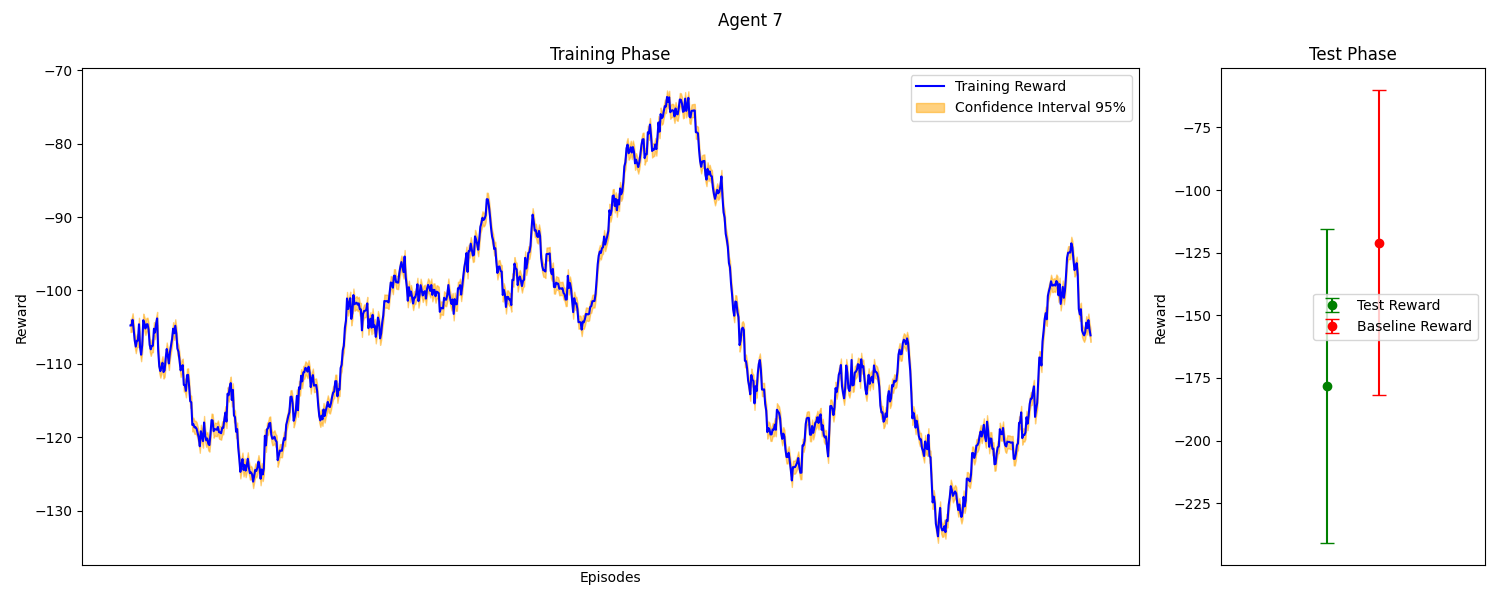 Agent 7
Training Phase
Reward
−70
−80
−90
−100
−110
−120
−130
Training Reward
Confidence Interval 95%
Episodes
Test Phase
Reward
−75
−100
−125
−150
−175
−200
−225
Test Reward
Baseline Reward